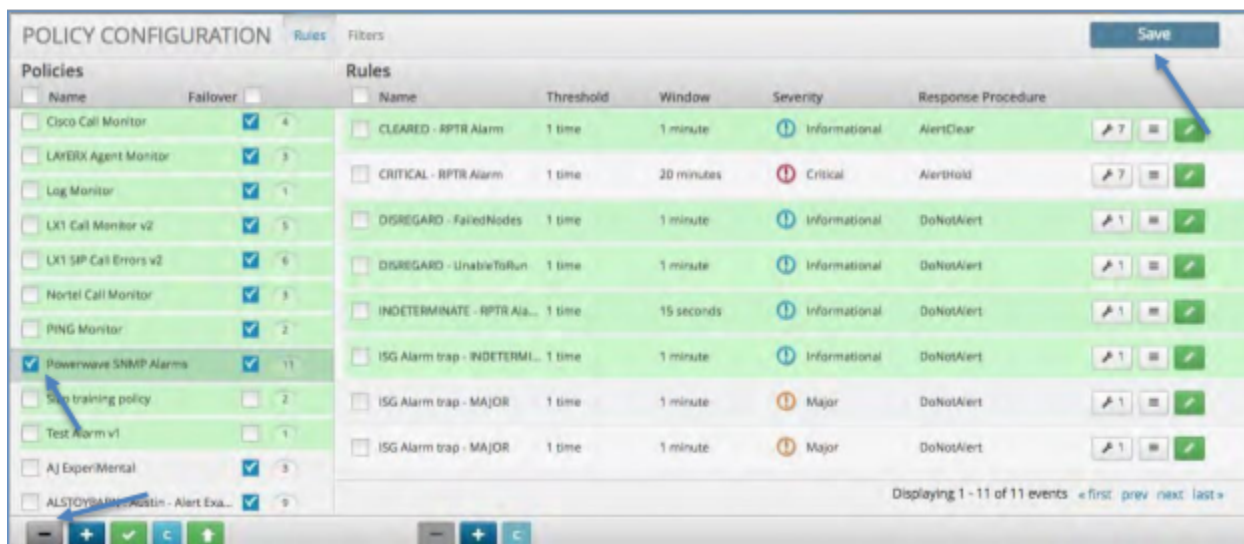 POLICY CONFIGURATION Rules Filters Save
Policies Rules
Name Failover Name Threshold Window Severity Response Procedure
Cisco Call Monitor 4
LAYERX Agent Monitor 3
Log Monitor 1
LX1 Call Monitor v2 5
LX1 SIP Call Errors v2 6
Nortel Call Monitor 3
PING Monitor 2
Powerwave SNMP Alarms 11
training policy 2
Test Alarm v1 1
AJ ExperiMental 3
Austin - Alert Exa... 9
CLEARED - RPTR Alarm 1 time 1 minute Informational AlertClear 7
CRITICAL - RPTR Alarm 1 time 20 minutes Critical AlertHold 7
DISREGARD - FailedNodes 1 time 1 minute Informational DoNotAlert 1
DISREGARD - UnableToRun 1 time 1 minute Informational DoNotAlert 1
INDETERMINATE - RPTR Ala... 1 time 15 seconds Informational DoNotAlert 1
ISG Alarm trap - INDETERMI... 1 time 1 minute Informational DoNotAlert 1
ISG Alarm trap - MAJOR 1 time 1 minute Major DoNotAlert 1
ISG Alarm trap - MAJOR 1 time 1 minute Major DoNotAlert 1
Displaying 1 - 11 of 11 events «first prev next last»
C C